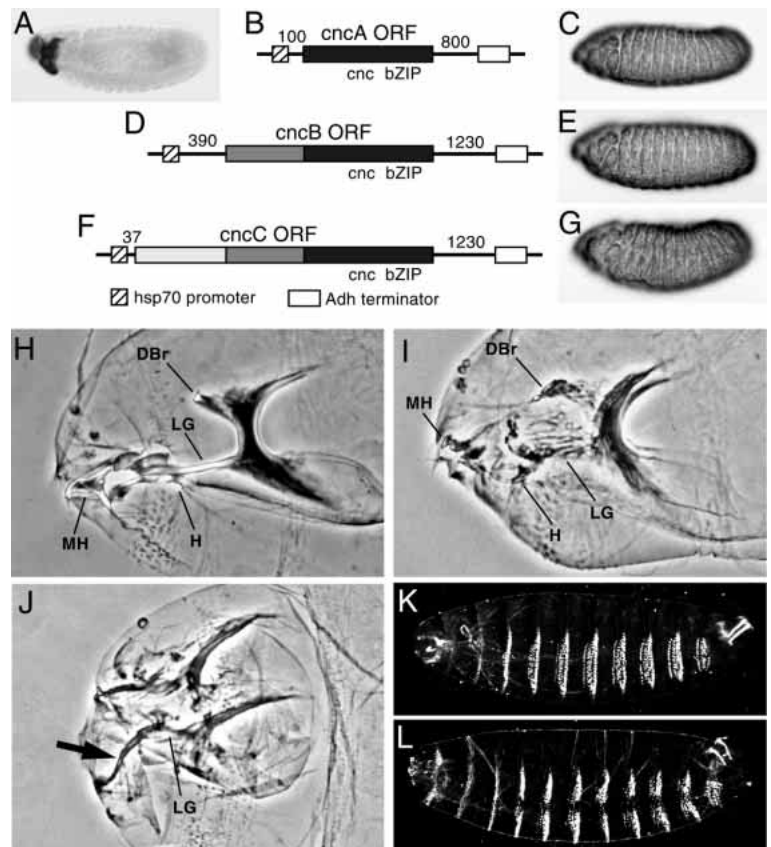 A
B
100 cncA ORF 800
cnc bZIP
C
D
390 cncB ORF 1230
cnc bZIP
E
F
37 cncC ORF 1230
cnc bZIP
G
hsp70 promoter Adh terminator
H
DBr
LG
MH
H
I
DBr
MH
H
LG
J
LG
K
L